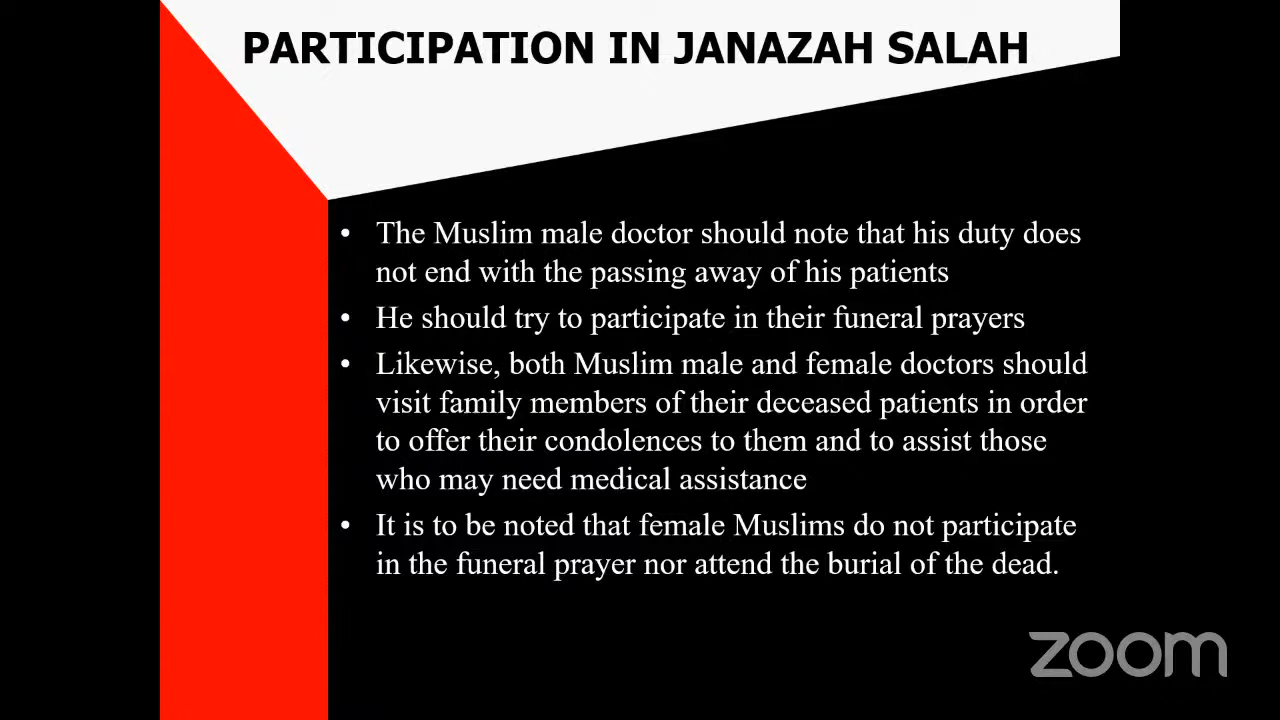 PARTICIPATION IN JANAZAH SALAH
• The Muslim male doctor should note that his duty does
not end with the passing away of his patients
• He should try to participate in their funeral prayers
• Likewise, both Muslim male and female doctors should
visit family members of their deceased patients in order
to offer their condolences to them and to assist those
who may need medical assistance
• It is to be noted that female Muslims do not participate
in the funeral prayer nor attend the burial of the dead.
zoom